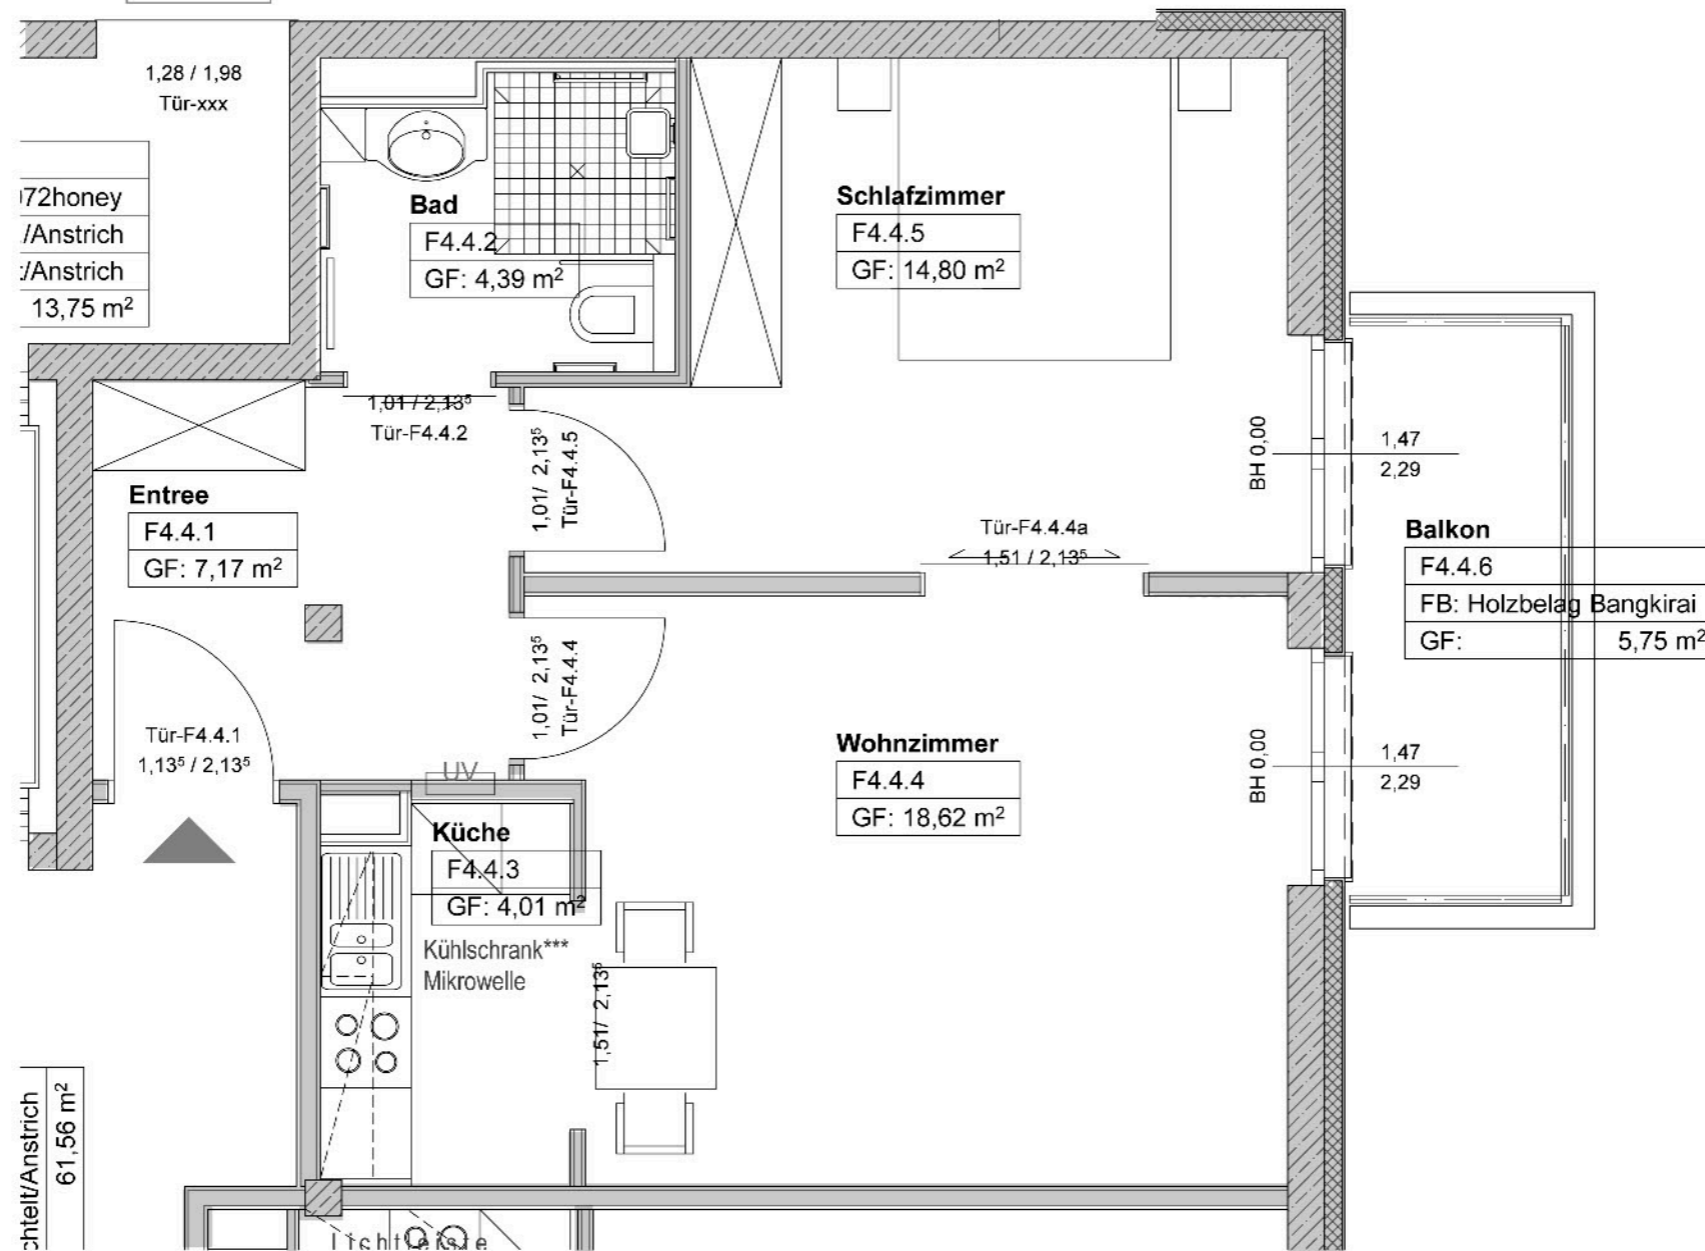 1,28 / 1,98
Tür-xxx
072honey
/Anstrich
/Anstrich
13,75 m²
Bad
F4.4.2
GF: 4,39 m²
Schlafzimmer
F4.4.5
GF: 14,80 m²
1,01 / 2,13⁵
Tür-F4.4.2
1,01/ 2,13⁵
Tür-F4.4.5
BH 0,00
1,47
2,29
Entree
F4.4.1
GF: 7,17 m²
Tür-F4.4.4a
1,51 / 2,13⁵
Balkon
F4.4.6
FB: Holzbelag Bangkirai
GF: 5,75 m²
1,01/ 2,13⁵
Tür-F4.4.4
Tür-F4.4.1
1,13⁵ / 2,13⁵
Wohnzimmer
F4.4.4
GF: 18,62 m²
BH 0,00
1,47
2,29
UV
Küche
F4.4.3
GF: 4,01 m²
Kühlschrank***
Mikrowelle
1,51/ 2,13⁵
chtelt/Anstrich
61,56 m²
Lichtleiste